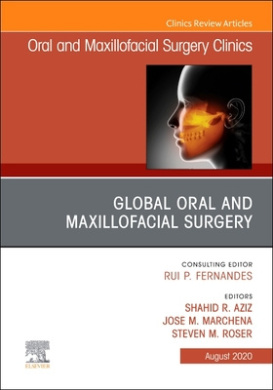 Clinics Review Articles
Oral and Maxillofacial Surgery Clinics
GLOBAL ORAL AND
MAXILLOFACIAL SURGERY
CONSULTING EDITOR
RUI P. FERNANDES
EDITORS
SHAHID R. AZIZ
JOSE M. MARCHENA
STEVEN M. ROSER
ELSEVIER
August 2020